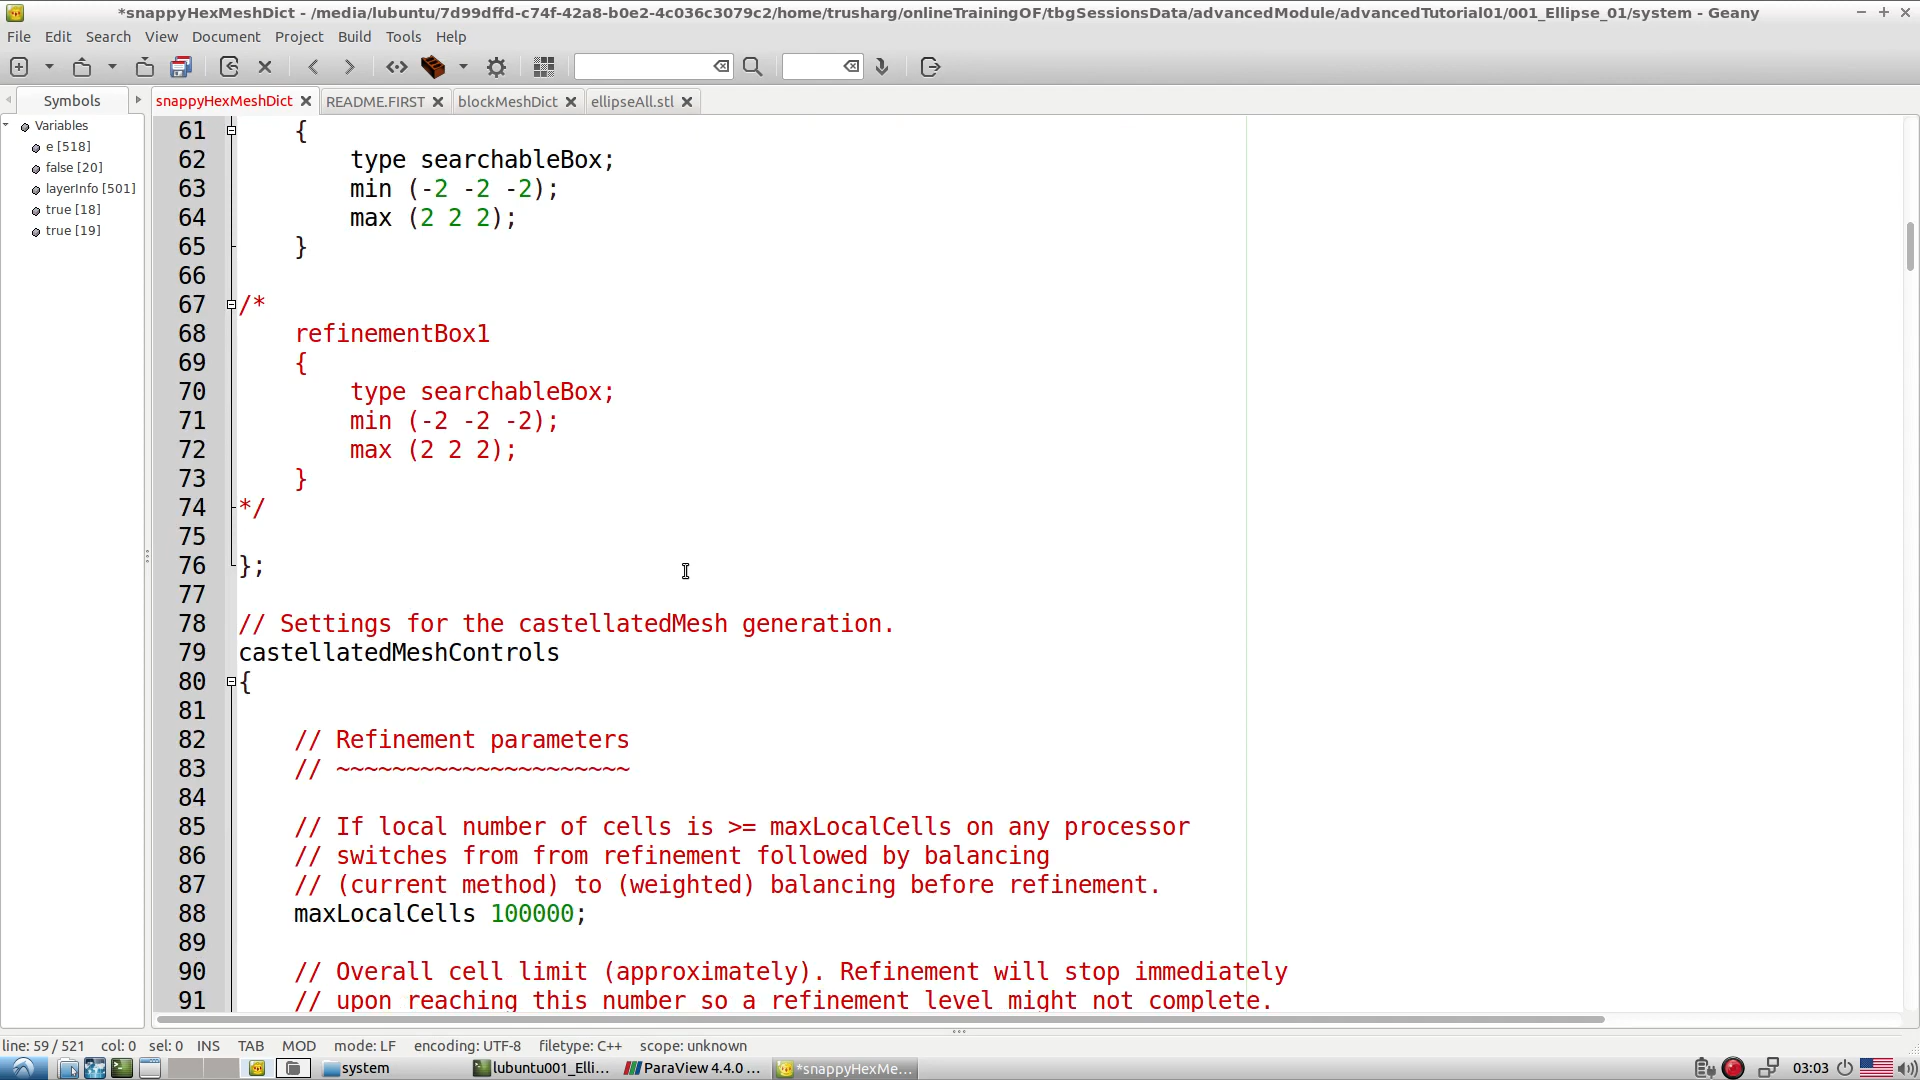 *snappyHexMeshDict - /media/lubuntu/7d99dffd-c74f-42a8-b0e2-4c036c3079c2/home/trusharg/onlineTrainingOF/tbgSessionsData/advancedModule/advancedTutorial01/001_Ellipse_01/system - Geany
File Edit Search View Document Project Build Tools Help
Symbols snappyHexMeshDict README.FIRST blockMeshDict ellipseAll.stl
Variables
e [518]
false [20]
layerInfo [501]
true [18]
true [19]
61 {
62 type searchableBox;
63 min (-2 -2 -2);
64 max (2 2 2);
65 }
66
67 /*
68 refinementBox1
69 {
70 type searchableBox;
71 min (-2 -2 -2);
72 max (2 2 2);
73 }
74 */
75
76 };
77
78 // Settings for the castellatedMesh generation.
79 castellatedMeshControls
80 {
81
82 // Refinement parameters
83 // ~~~~~~~~~~~~~~~~~~~~~
84
85 // If local number of cells is >= maxLocalCells on any processor
86 // switches from from refinement followed by balancing
87 // (current method) to (weighted) balancing before refinement.
88 maxLocalCells 100000;
89
90 // Overall cell limit (approximately). Refinement will stop immediately
91 // upon reaching this number so a refinement level might not complete.
line: 59 / 521 col: 0 sel: 0 INS TAB MOD mode: LF encoding: UTF-8 filetype: C++ scope: unknown
system lubuntu001_Elli... ParaView 4.4.0 ... *snappyHexMe... 03:03